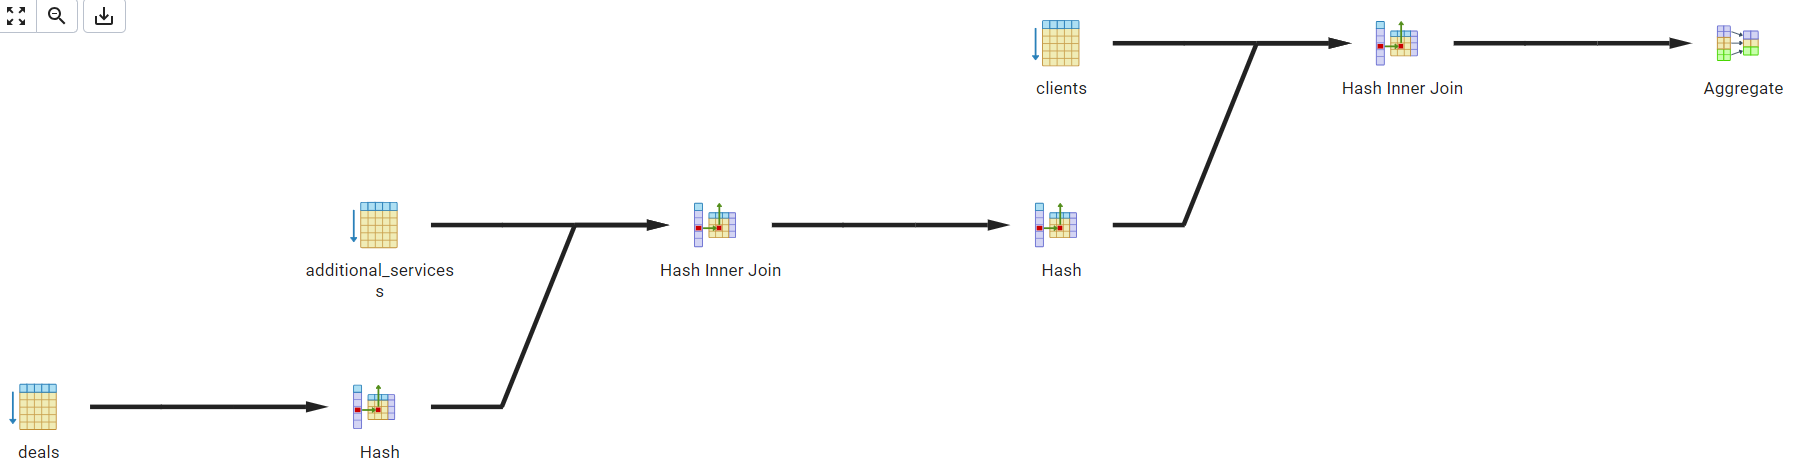 clients
Hash Inner Join
Aggregate
additional_services
s
Hash Inner Join
Hash
deals
Hash